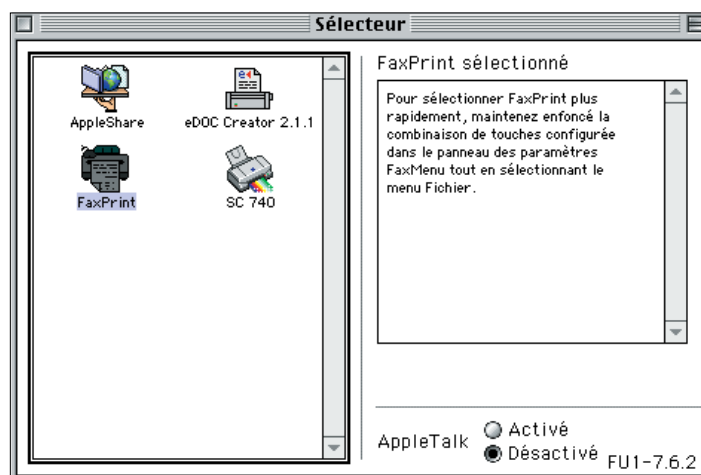 Sélecteur
AppleShare
eDOC Creator 2.1.1
FaxPrint
SC 740
FaxPrint sélectionné
Pour sélectionner FaxPrint plus
rapidement, maintenez enfoncé la
combinaison de touches configurée
dans le panneau des paramètres
FaxMenu tout en sélectionnant le
menu Fichier.
AppleTalk
Activé
Désactivé
FU1-7.6.2